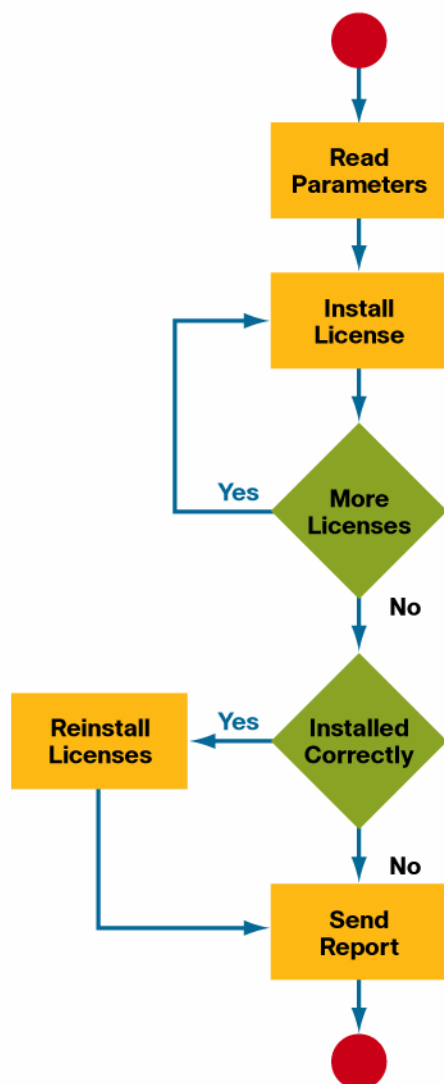 Read
Parameters
Install
License
Yes
More
Licenses
No
Reinstall
Licenses
Yes
Installed
Correctly
No
Send
Report